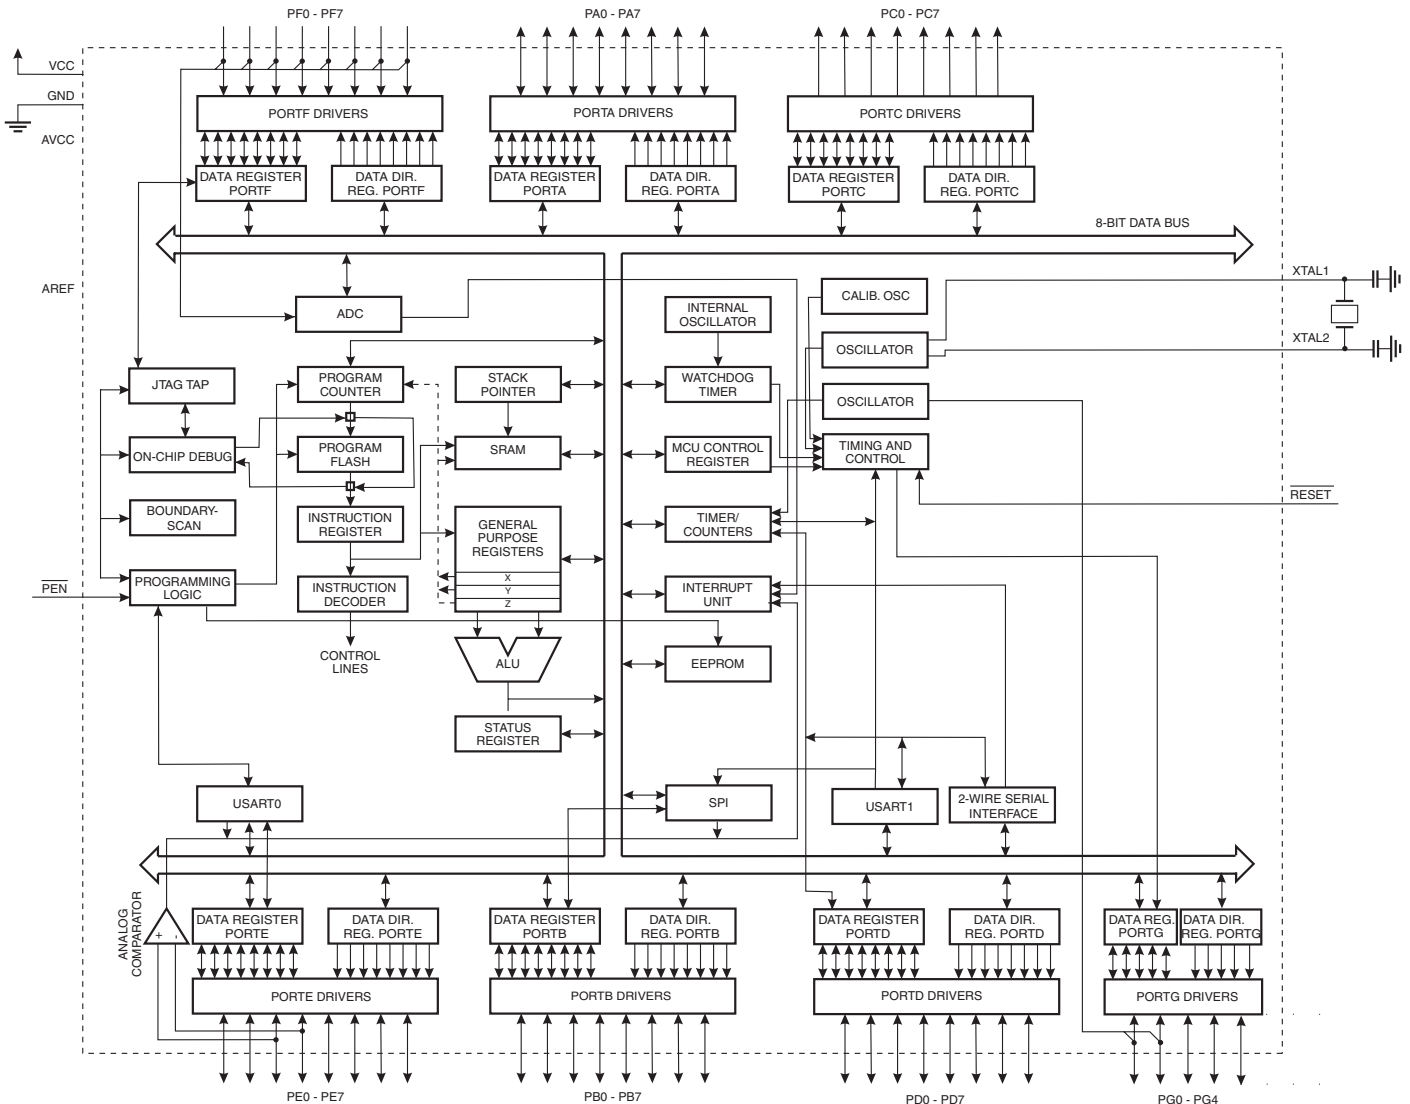 PF0 - PF7
PA0 - PA7
PC0 - PC7
VCC
GND
AVCC
PORTF DRIVERS
PORTA DRIVERS
PORTC DRIVERS
DATA REGISTER
PORTF
DATA DIR.
REG. PORTF
DATA REGISTER
PORTA
DATA DIR.
REG. PORTA
DATA REGISTER
PORTC
DATA DIR.
REG. PORTC
8-BIT DATA BUS
AREF
XTAL1
XTAL2
ADC
INTERNAL
OSCILLATOR
CALIB. OSC
OSCILLATOR
JTAG TAP
PROGRAM
COUNTER
STACK
POINTER
WATCHDOG
TIMER
OSCILLATOR
ON-CHIP DEBUG
PROGRAM
FLASH
SRAM
MCU CONTROL
REGISTER
TIMING AND
CONTROL
RESET
BOUNDARY-
SCAN
INSTRUCTION
REGISTER
GENERAL
PURPOSE
REGISTERS
X
Y
Z
TIMER/
COUNTERS
PEN
PROGRAMMING
LOGIC
INSTRUCTION
DECODER
INTERRUPT
UNIT
CONTROL
LINES
ALU
EEPROM
STATUS
REGISTER
USART0
SPI
USART1
2-WIRE SERIAL
INTERFACE
ANALOG
COMPARATOR
+
-
DATA REGISTER
PORTE
DATA DIR.
REG. PORTE
DATA REGISTER
PORTB
DATA DIR.
REG. PORTB
DATA REGISTER
PORTD
DATA DIR.
REG. PORTD
DATA REG.
PORTG
DATA DIR.
REG. PORTG
PORTE DRIVERS
PORTB DRIVERS
PORTD DRIVERS
PORTG DRIVERS
PE0 - PE7
PB0 - PB7
PD0 - PD7
PG0 - PG4